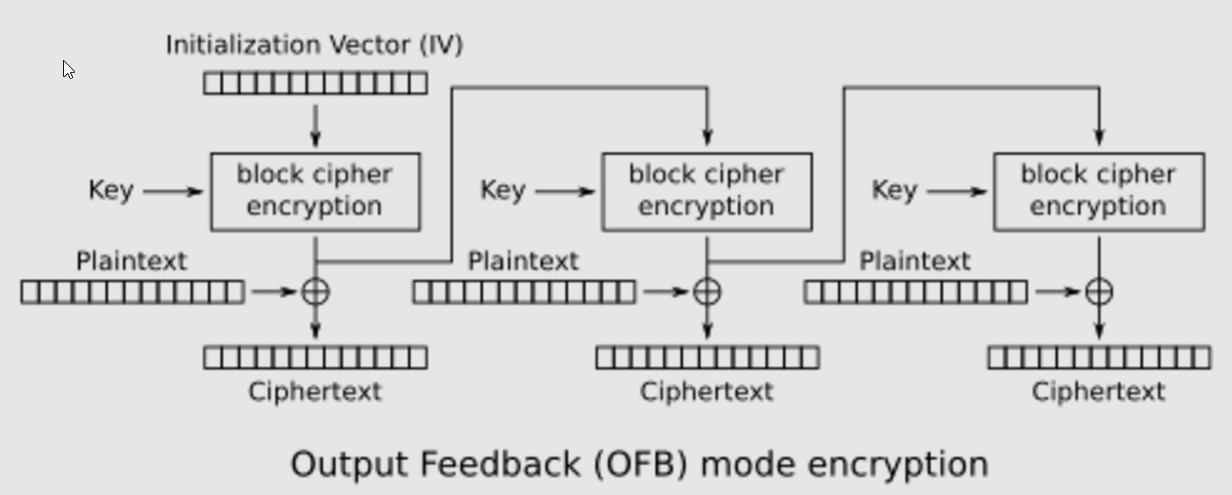 Initialization Vector (IV)
Key
block cipher
encryption
Key
block cipher
encryption
Key
block cipher
encryption
Plaintext
Plaintext
Plaintext
Ciphertext
Ciphertext
Ciphertext
Output Feedback (OFB) mode encryption